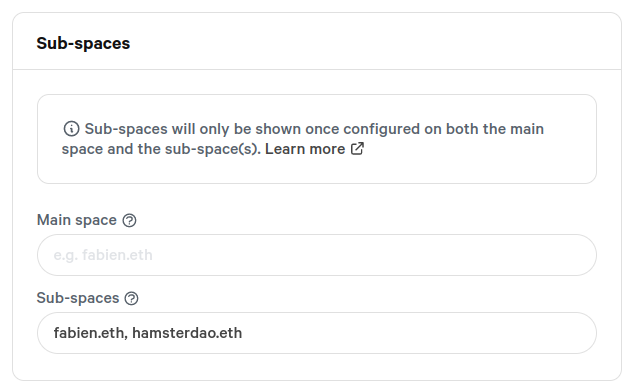 Sub-spaces
Sub-spaces will only be shown once configured on both the main
space and the sub-space(s). Learn more
Main space
e.g. fabien.eth
Sub-spaces
fabien.eth, hamsterdao.eth